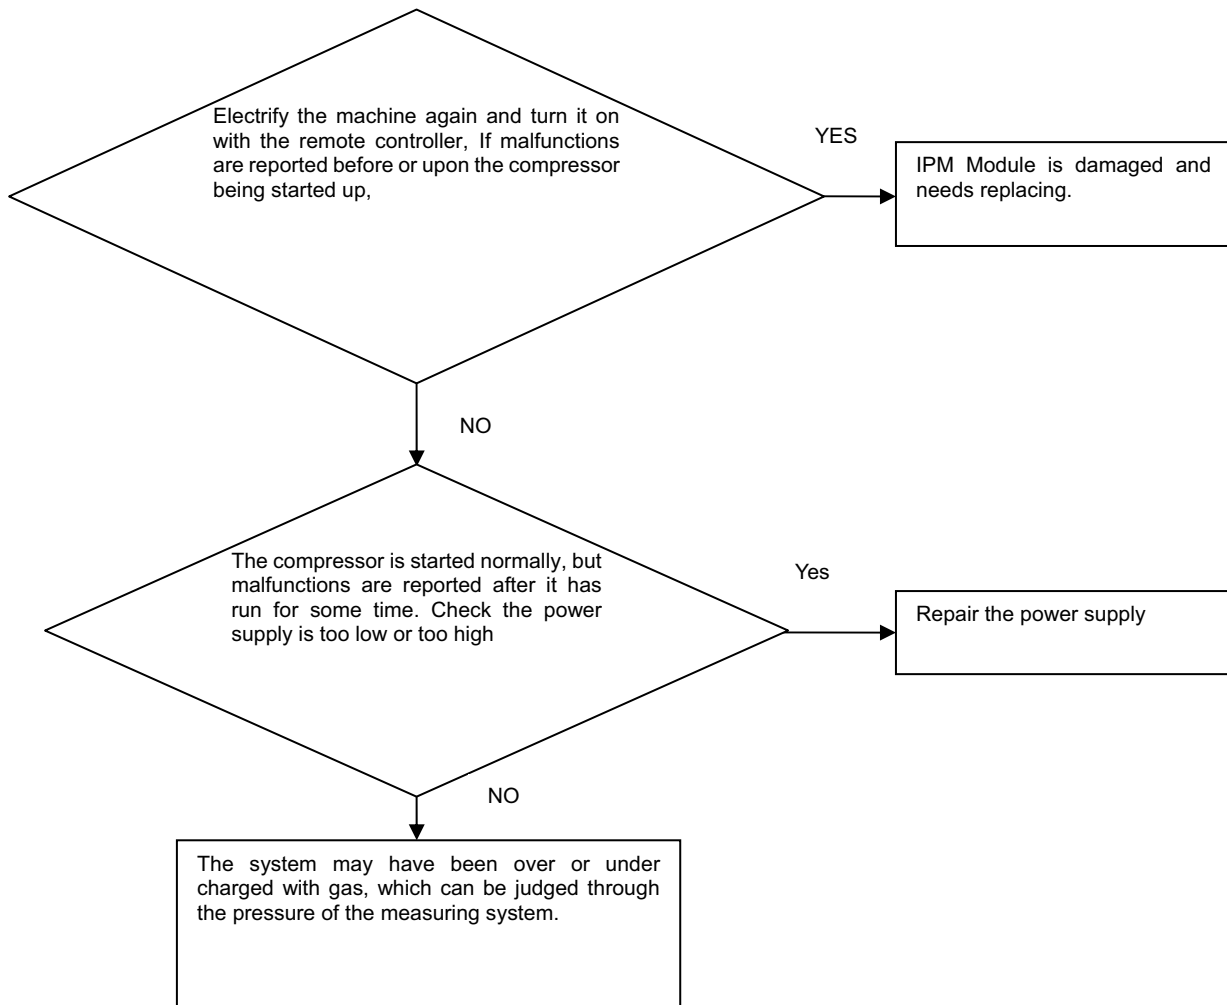 Electrify the machine again and turn it on
with the remote controller, If malfunctions
are reported before or upon the compressor
being started up,
YES
IPM Module is damaged and
needs replacing.
NO
The compressor is started normally, but
malfunctions are reported after it has
run for some time. Check the power
supply is too low or too high
Yes
Repair the power supply
NO
The system may have been over or under
charged with gas, which can be judged through
the pressure of the measuring system.